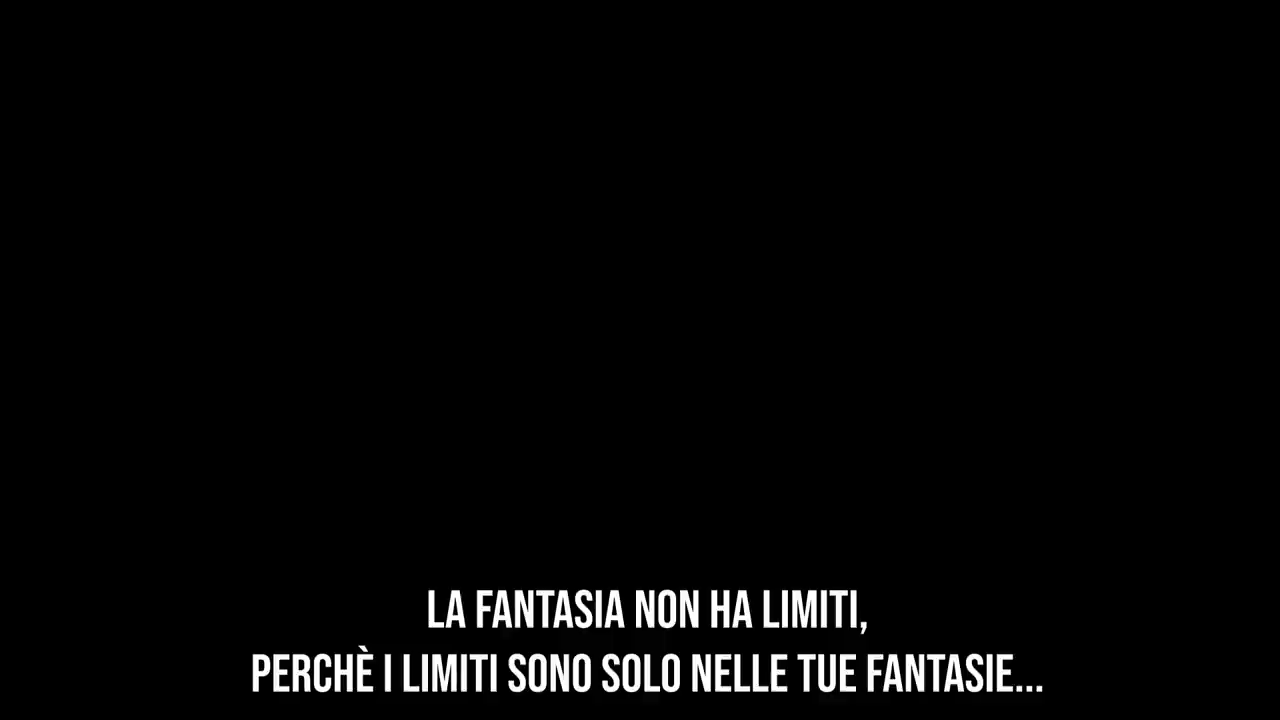 LA FANTASIA NON HA LIMITI,
PERCHÈ I LIMITI SONO SOLO NELLE TUE FANTASIE...